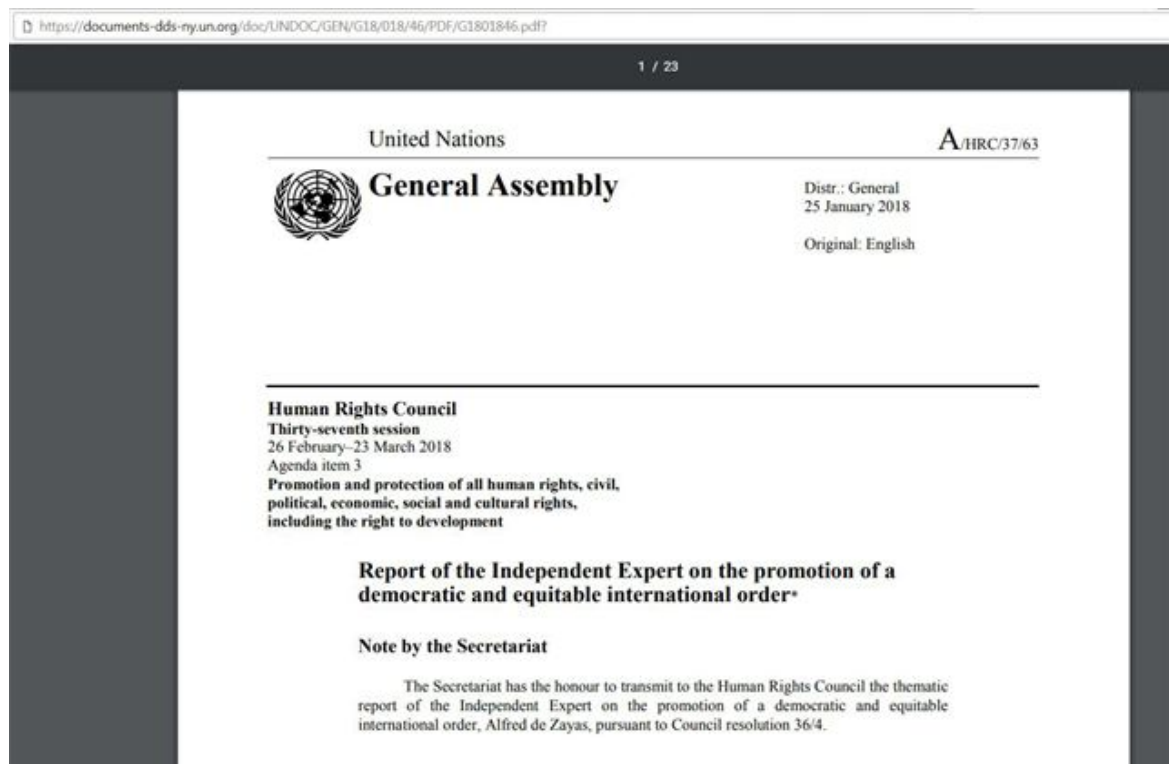 https://documents-dds-ny.un.org/doc/UNDOC/GEN/G18/018/46/PDF/G1801846.pdf?
1 / 23
United Nations
A/HRC/37/63
General Assembly
Distr.: General
25 January 2018
Original: English
Human Rights Council
Thirty-seventh session
26 February–23 March 2018
Agenda item 3
Promotion and protection of all human rights, civil,
political, economic, social and cultural rights,
including the right to development
Report of the Independent Expert on the promotion of a
democratic and equitable international order*
Note by the Secretariat
The Secretariat has the honour to transmit to the Human Rights Council the thematic
report of the Independent Expert on the promotion of a democratic and equitable
international order, Alfred de Zayas, pursuant to Council resolution 36/4.